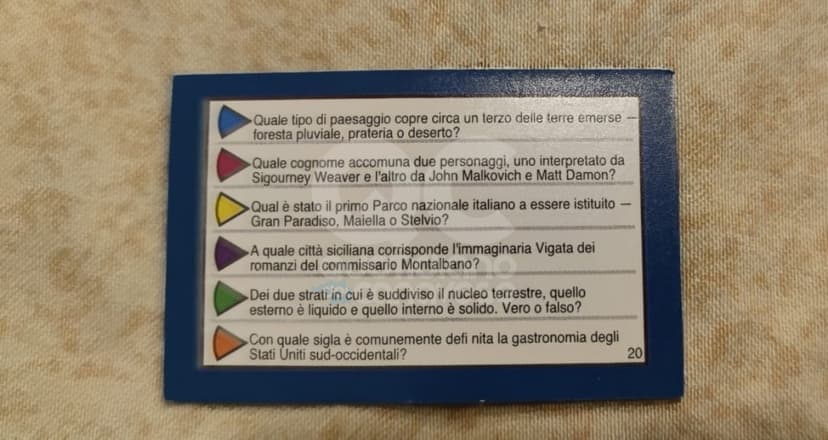 Quale tipo di paesaggio copre circa un terzo delle terre emerse —
foresta pluviale, prateria o deserto?
Quale cognome accomuna due personaggi, uno interpretato da
Sigourney Weaver e l'altro da John Malkovich e Matt Damon?
Qual è stato il primo Parco nazionale italiano a essere istituito —
Gran Paradiso, Maiella o Stelvio?
A quale città siciliana corrisponde l'immaginaria Vigata dei
romanzi del commissario Montalbano?
Dei due strati in cui è suddiviso il nucleo terrestre, quello
esterno è liquido e quello interno è solido. Vero o falso?
Con quale sigla è comunemente defi nita la gastronomia degli
Stati Uniti sud-occidentali?
20